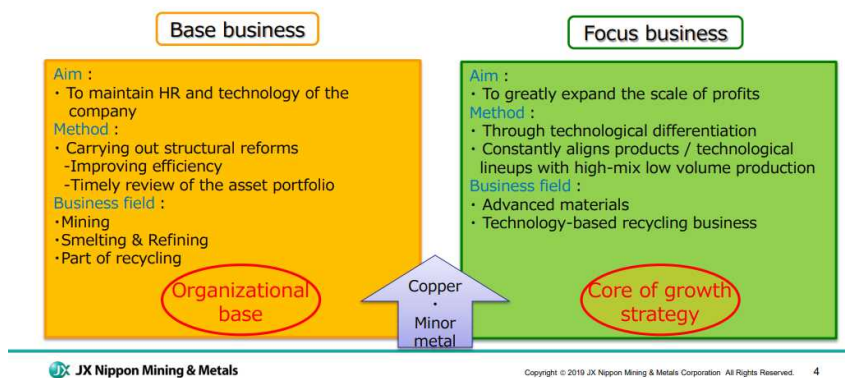 Base business
Aim :
・To maintain HR and technology of the
company
Method :
・Carrying out structural reforms
-Improving efficiency
-Timely review of the asset portfolio
Business field :
・Mining
・Smelting & Refining
・Part of recycling
Organizational
base
Copper
・
Minor
metal
Focus business
Aim :
・To greatly expand the scale of profits
Method :
・Through technological differentiation
・Constantly aligns products / technological
lineups with high-mix low volume production
Business field :
・Advanced materials
・Technology-based recycling business
Core of growth
strategy
JX JX Nippon Mining & Metals
Copyright © 2019 JX Nippon Mining & Metals Corporation All Rights Reserved. 4